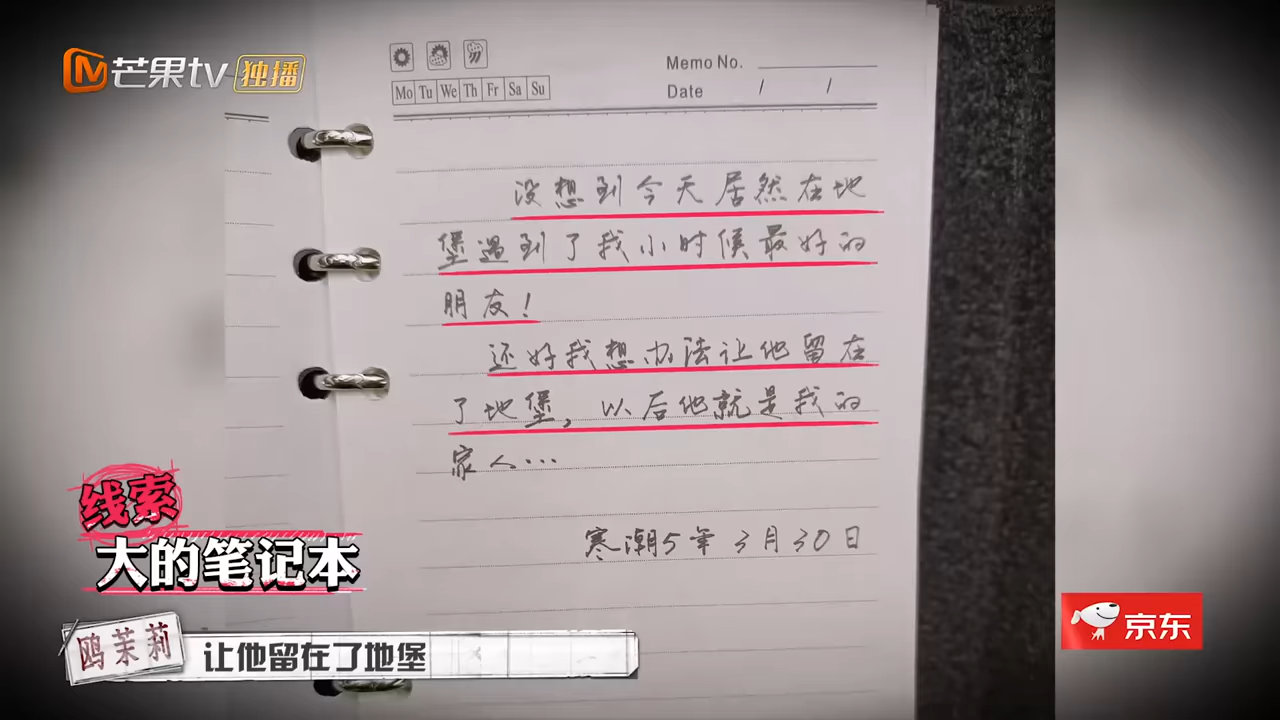 芒果tv 独播
Memo No.
Mo Tu We Th Fr Sa Su
Date / /
没想到今天居然在地
堡遇到了我小时候最好的
朋友!
还好我想办法让他留在
了地堡,以后他就是我的
家人…
寒潮5年3月30日
线索
大的笔记本
鸥茉莉
让他留在了地堡
京东